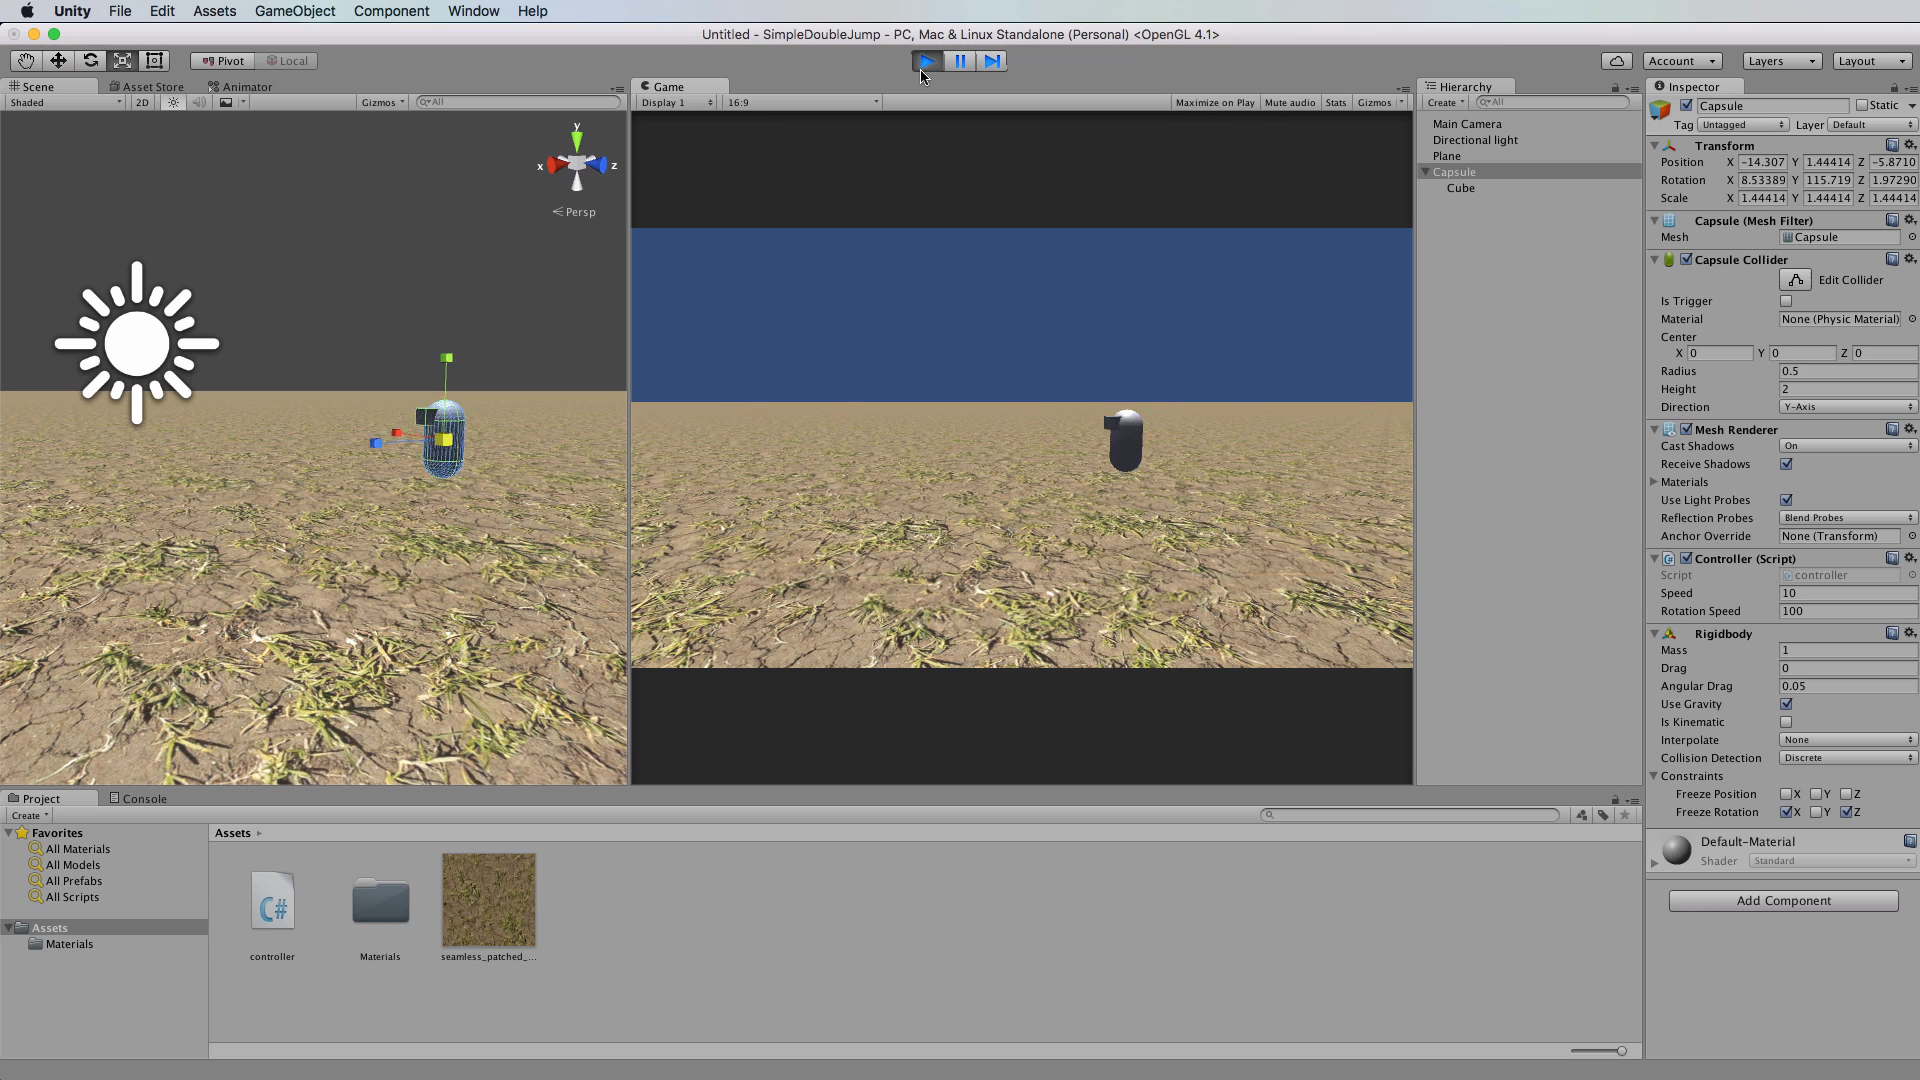 Unity File Edit Assets GameObject Component Window Help
Untitled - SimpleDoubleJump - PC, Mac & Linux Standalone (Personal) <OpenGL 4.1>
Pivot Local Account Layers Layout
Scene Asset Store Animator
Shaded 2D Gizmos All
y
x z
Persp
Game
Display 1 16:9 Maximize on Play Mute audio Stats Gizmos
Hierarchy
Create All
Main Camera
Directional light
Plane
Capsule
Cube
Inspector
Capsule Static
Tag Untagged Layer Default
Transform
Position X -14.307 Y 1.44414 Z -5.8710
Rotation X 8.53389 Y 115.719 Z 1.97290
Scale X 1.44414 Y 1.44414 Z 1.44414
Capsule (Mesh Filter)
Mesh Capsule
Capsule Collider
Edit Collider
Is Trigger
Material None (Physic Material)
Center
X 0 Y 0 Z 0
Radius 0.5
Height 2
Direction Y-Axis
Mesh Renderer
Cast Shadows On
Receive Shadows
Materials
Use Light Probes
Reflection Probes Blend Probes
Anchor Override None (Transform)
C# Controller (Script)
Script controller
Speed 10
Rotation Speed 100
Rigidbody
Mass 1
Drag 0
Angular Drag 0.05
Use Gravity
Is Kinematic
Interpolate None
Collision Detection Discrete
Constraints
Freeze Position X Y Z
Freeze Rotation X Y Z
Default-Material
Shader Standard
Add Component
Project Console
Create
Favorites
All Materials
All Models
All Prefabs
All Scripts
Assets
Materials
Assets
C#
controller Materials seamless_patched_...